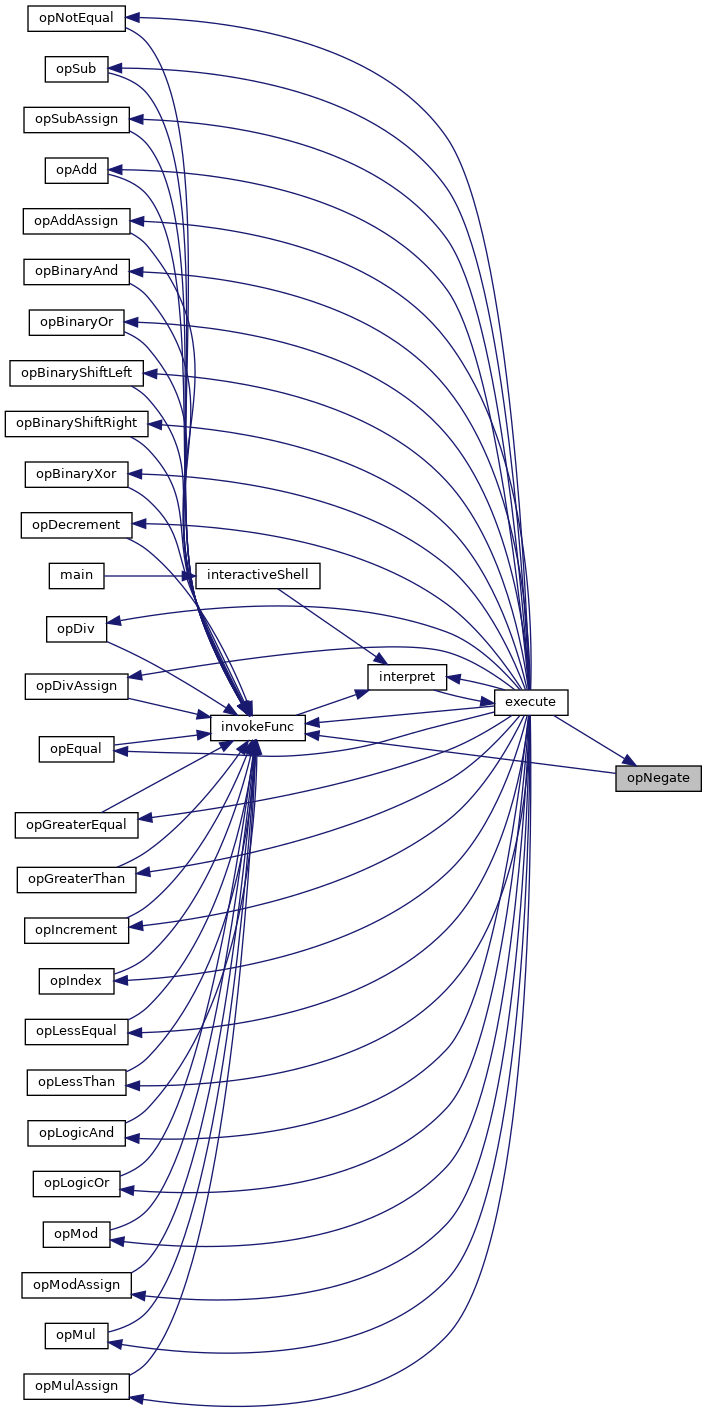 opNotEqual
opSub
opSubAssign
opAdd
opAddAssign
opBinaryAnd
opBinaryOr
opBinaryShiftLeft
opBinaryShiftRight
opBinaryXor
opDecrement
main
interactiveShell
opDiv
interpret
opDivAssign
execute
invokeFunc
opEqual
opNegate
opGreaterEqual
opGreaterThan
opIncrement
opIndex
opLessEqual
opLessThan
opLogicAnd
opLogicOr
opMod
opModAssign
opMul
opMulAssign